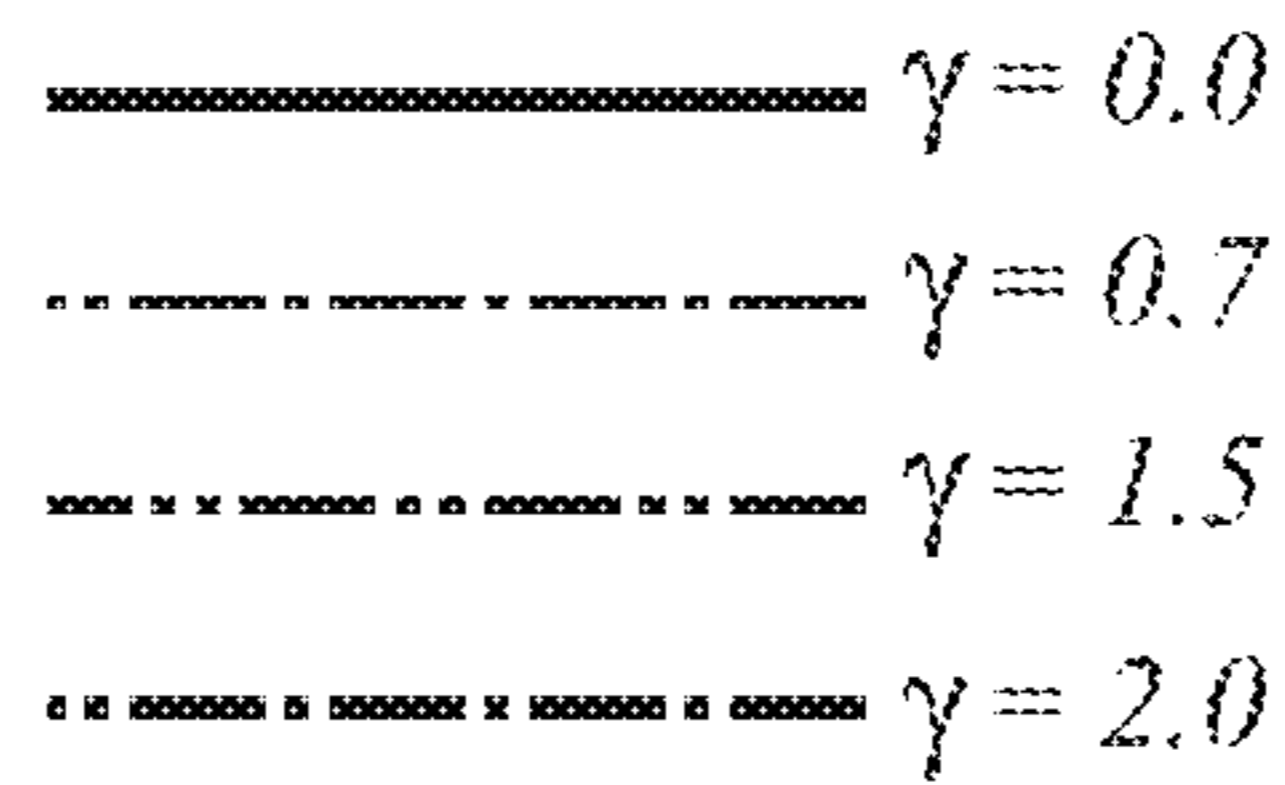 γ = 0.0
γ = 0.7
γ = 1.5
γ = 2.0